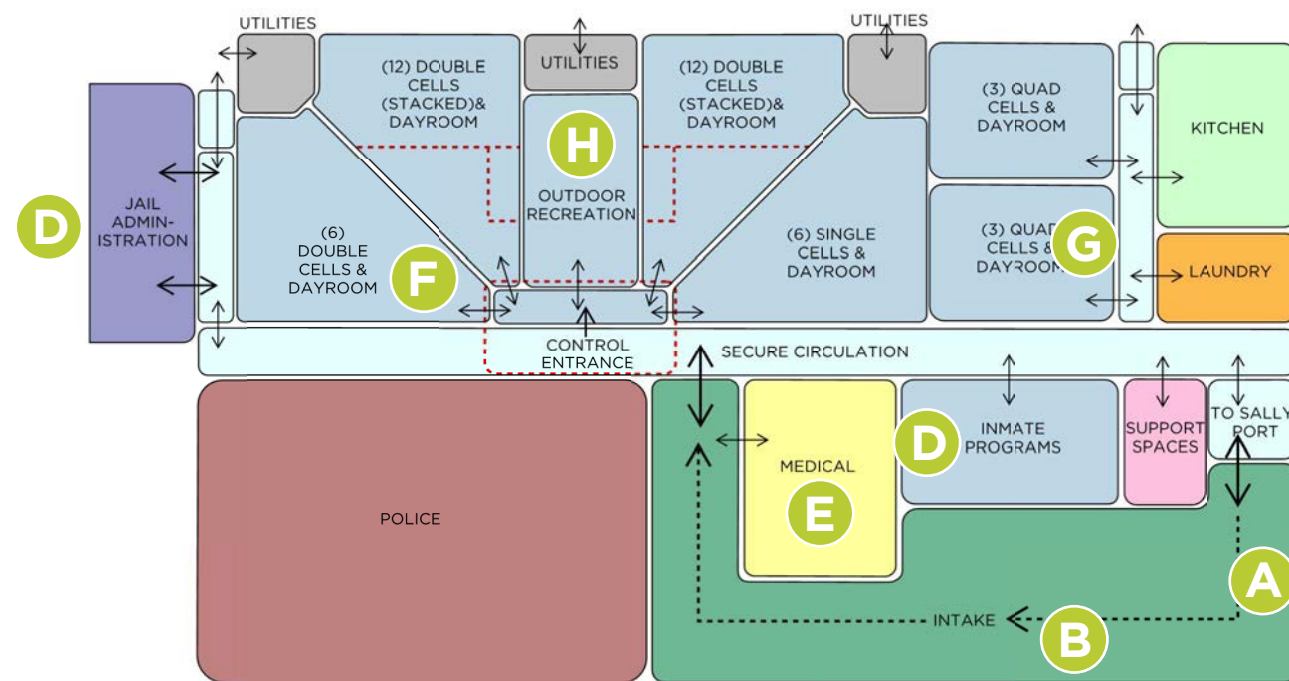 UTILITIES
UTILITIES
(12) DOUBLE
CELLS
(STACKED)&
DAYROOM
UTILITIES
(12) DOUBLE
CELLS
(STACKED)&
DAYROOM
(3) QUAD
CELLS &
DAYROOM
KITCHEN
H
OUTDOOR
RECREATION
D
JAIL
ADMIN-
ISTRATION
(6)
DOUBLE
CELLS &
DAYROOM
F
(6) SINGLE
CELLS &
DAYROOM
(3) QUAD
CELLS &
DAYROOM
G
LAUNDRY
CONTROL
ENTRANCE
SECURE CIRCULATION
POLICE
MEDICAL
E
D
INMATE
PROGRAMS
SUPPORT
SPACES
TO SALLY
PORT
A
INTAKE
B